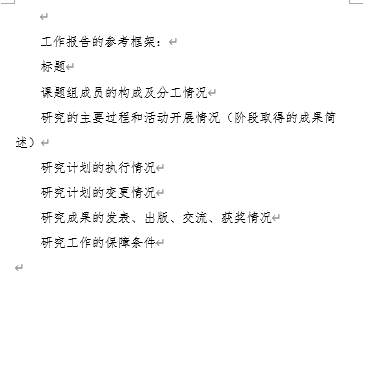 工作报告的参考框架：
标题
课题组成员的构成及分工情况
研究的主要过程和活动开展情况（阶段取得的成果简
述）
研究计划的执行情况
研究计划的变更情况
研究成果的发表、出版、交流、获奖情况
研究工作的保障条件